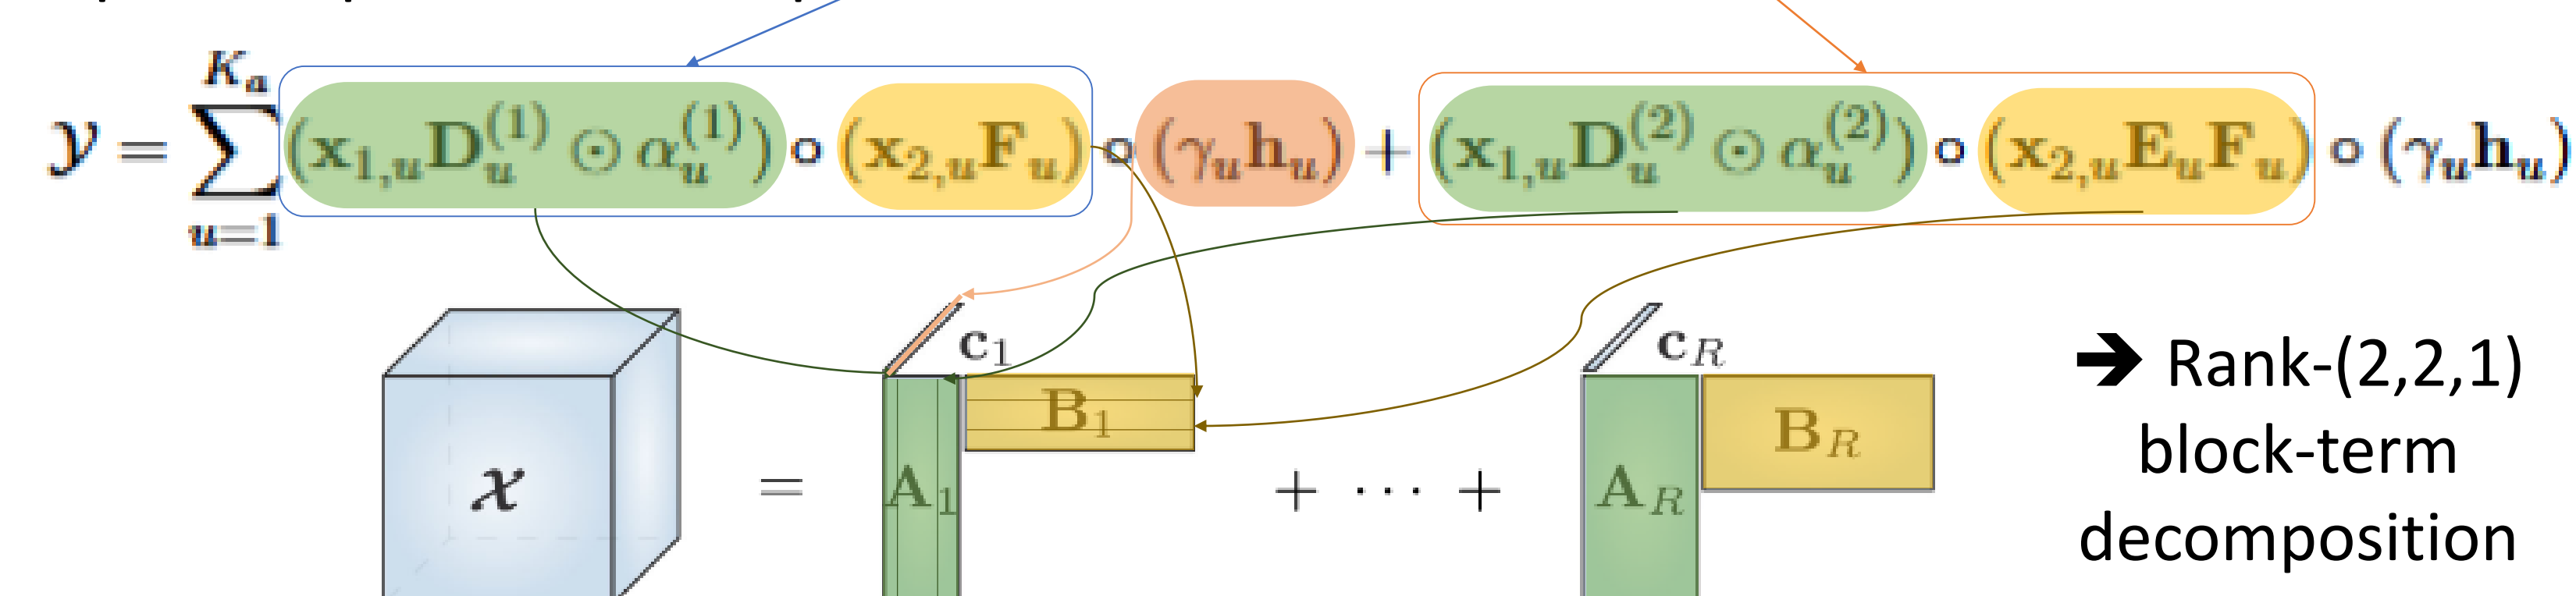 K_a
𝒴 = ∑ (x_{1,u}D_u^{(1)} ⊙ α_u^{(1)}) ∘ (x_{2,u}F_u) ∘ (γ_u h_u) + (x_{1,u}D_u^{(2)} ⊙ α_u^{(2)}) ∘ (x_{2,u}E_uF_u) ∘ (γ_u h_u)
u=1
c_1 c_R
➔ Rank-(2,2,1)
B_1 B_R
block-term
𝒳 = A_1 + ⋯ + A_R
decomposition